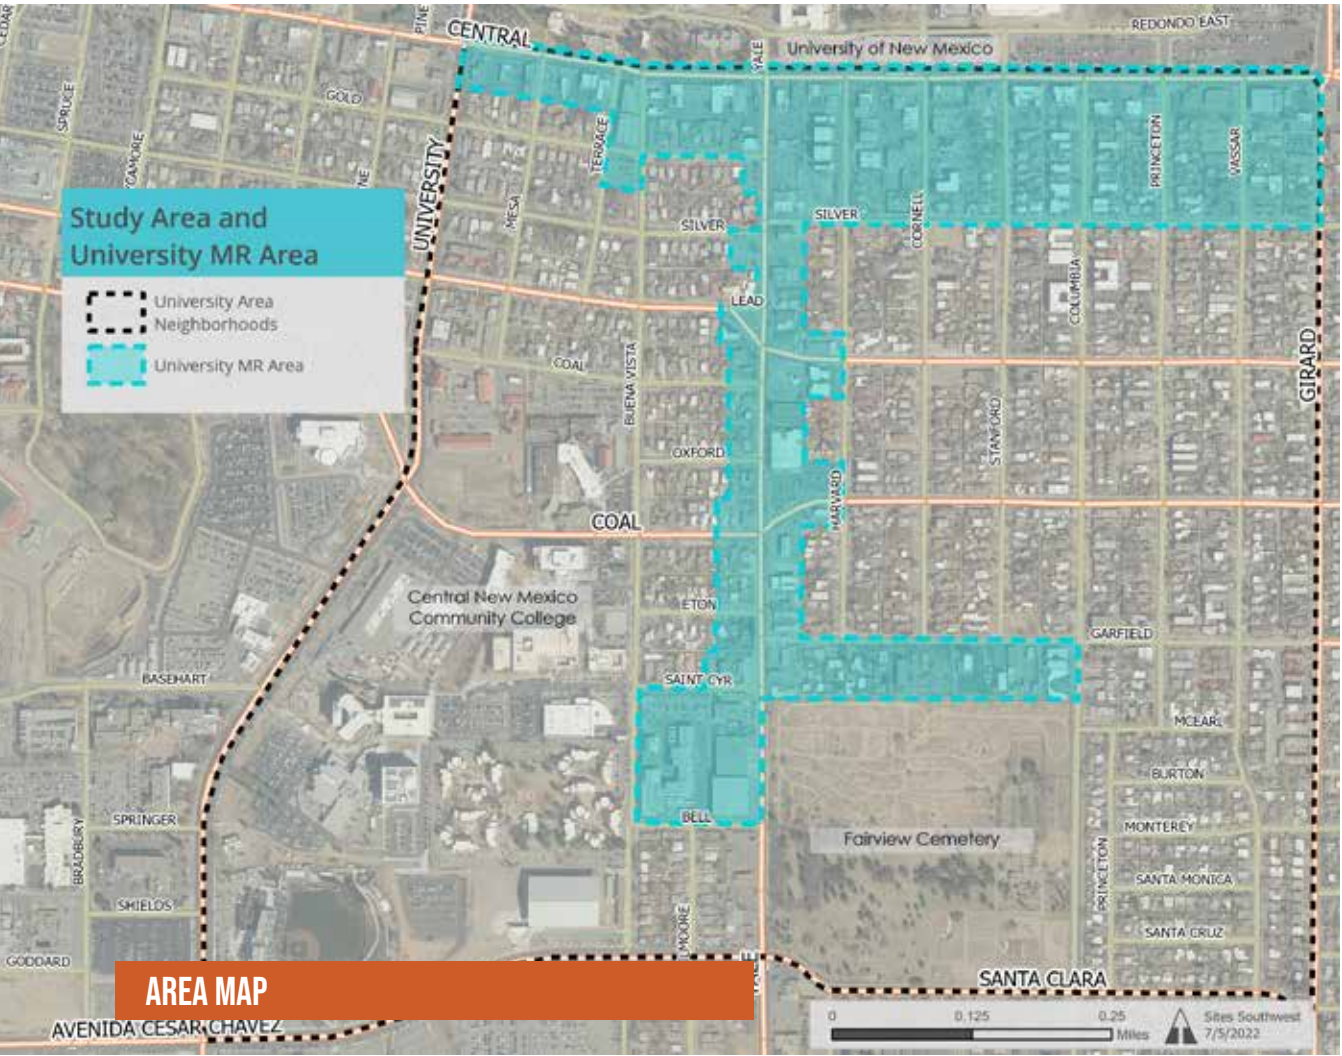 CEDAR
PINE
CENTRAL
YALE
University of New Mexico
REDONDO EAST
SPRUCE
GOLD
TERRACE
PRINCETON
VASSAR
UNIVERSITY
MESA
SILVER
SILVER
CORNELL
Study Area and
University MR Area
University Area
Neighborhoods
University MR Area
LEAD
COLUMBIA
GIRARD
COAL
BUENA VISTA
STANFORD
OXFORD
HARVARD
COAL
Central New Mexico
Community College
ETON
GARFIELD
BASEHART
SAINT CYR
MCEARL
BURTON
SPRINGER
BELL
MONTEREY
BRADBURY
Fairview Cemetery
PRINCETON
SANTA MONICA
SHIELDS
SANTA CRUZ
LMOORE
GODDARD
AREA MAP
SANTA CLARA
AVENIDA CESAR CHAVEZ
0 0.125 0.25
Miles
Sites Southwest
7/5/2022